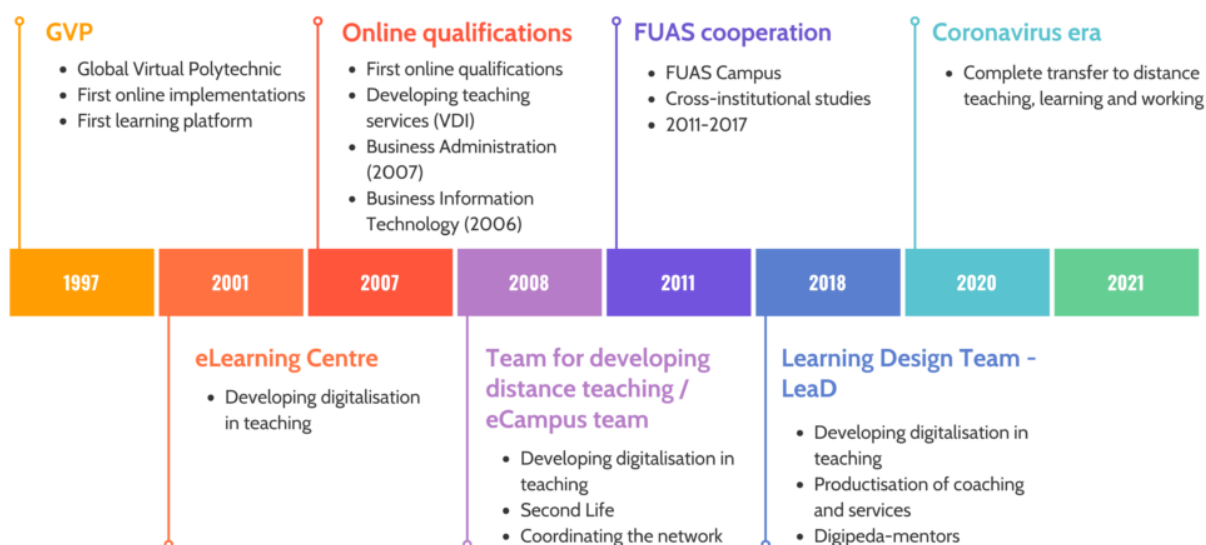 GVP
• Global Virtual Polytechnic
• First online implementations
• First learning platform
Online qualifications
• First online qualifications
• Developing teaching
services (VDI)
• Business Administration
(2007)
• Business Information
Technology (2006)
FUAS cooperation
• FUAS Campus
• Cross-institutional studies
• 2011-2017
Coronavirus era
• Complete transfer to distance
teaching, learning and working
1997
2001
2007
2008
2011
2018
2020
2021
eLearning Centre
• Developing digitalisation
in teaching
Team for developing
distance teaching /
eCampus team
• Developing digitalisation in
teaching
• Second Life
• Coordinating the network
Learning Design Team -
LeaD
• Developing digitalisation in
teaching
• Productisation of coaching
and services
• Digipeda-mentors